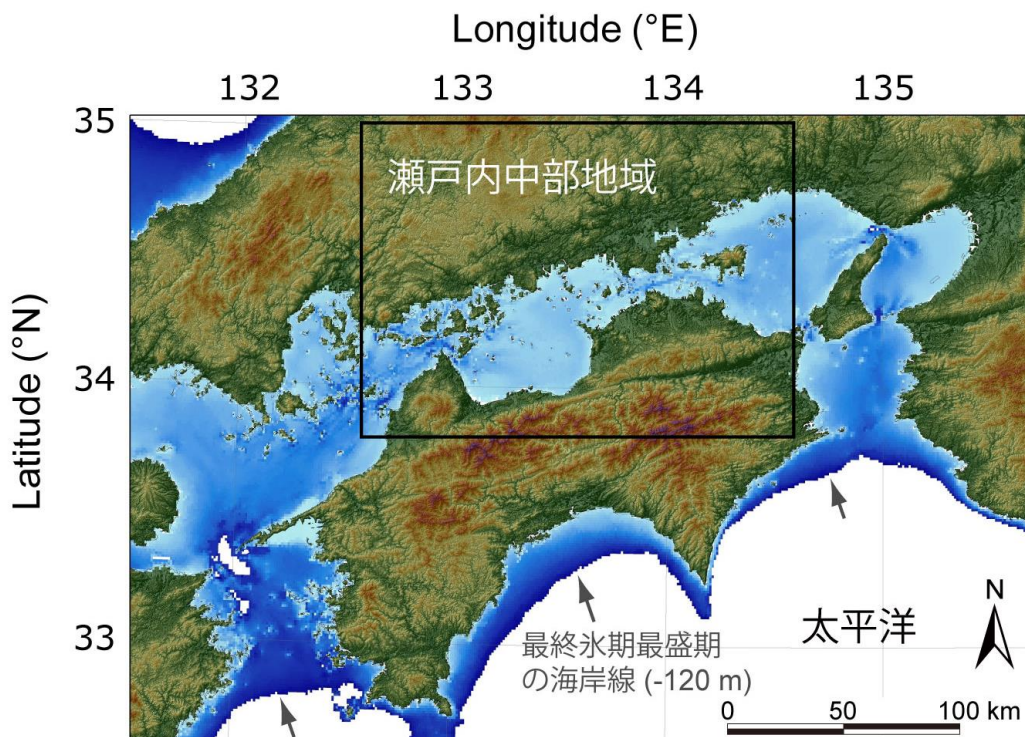 Longitude (°E)
132 133 134 135
35
瀬戸内中部地域
Latitude (°N)
34
33
最終氷期最盛期
の海岸線 (-120 m)
太平洋
N
0 50 100 km